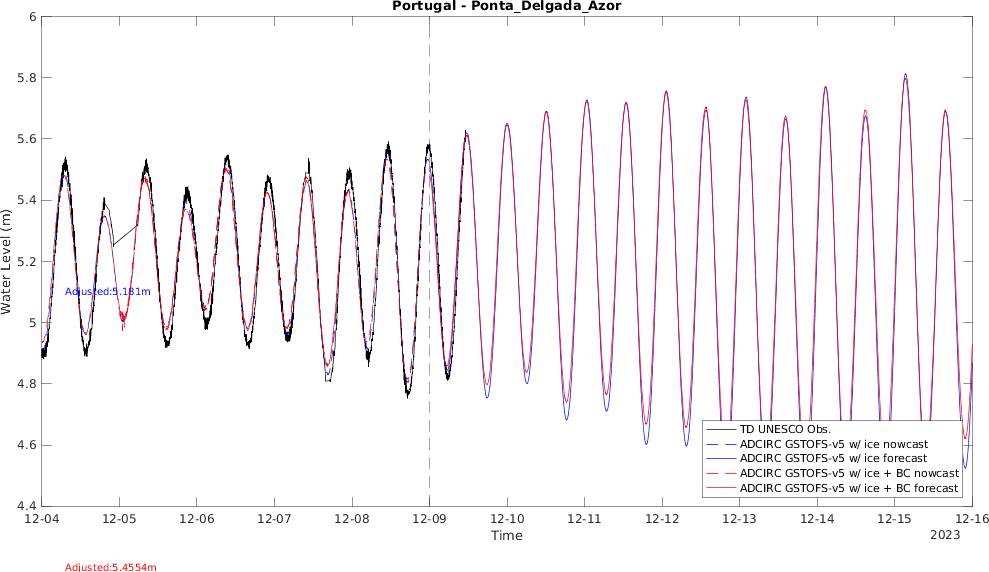 Portugal - Ponta_Delgada_Azor
6
5.8
5.6
5.4
5.2
5
4.8
4.6
4.4
Water Level (m)
Adjusted:5.181m
TD UNESCO Obs.
ADCIRC GSTOFS-v5 w/ ice nowcast
ADCIRC GSTOFS-v5 w/ ice forecast
ADCIRC GSTOFS-v5 w/ ice + BC nowcast
ADCIRC GSTOFS-v5 w/ ice + BC forecast
12-04 12-05 12-06 12-07 12-08 12-09 12-10 12-11 12-12 12-13 12-14 12-15 12-16
Time
2023
Adjusted:5.4554m